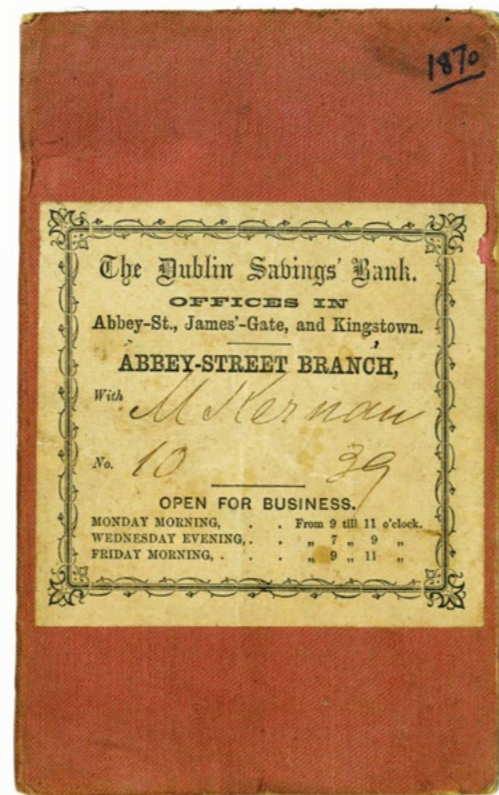 1870
The Dublin Savings' Bank.
OFFICES IN
Abbey-St., James'-Gate, and Kingstown.
ABBEY-STREET BRANCH,
With M Kernan
No. 10 39
OPEN FOR BUSINESS.
MONDAY MORNING, . . From 9 till 11 o'clock.
WEDNESDAY EVENING, . . „ 7 „ 9 „
FRIDAY MORNING, . . . „ 9 „ 11 „